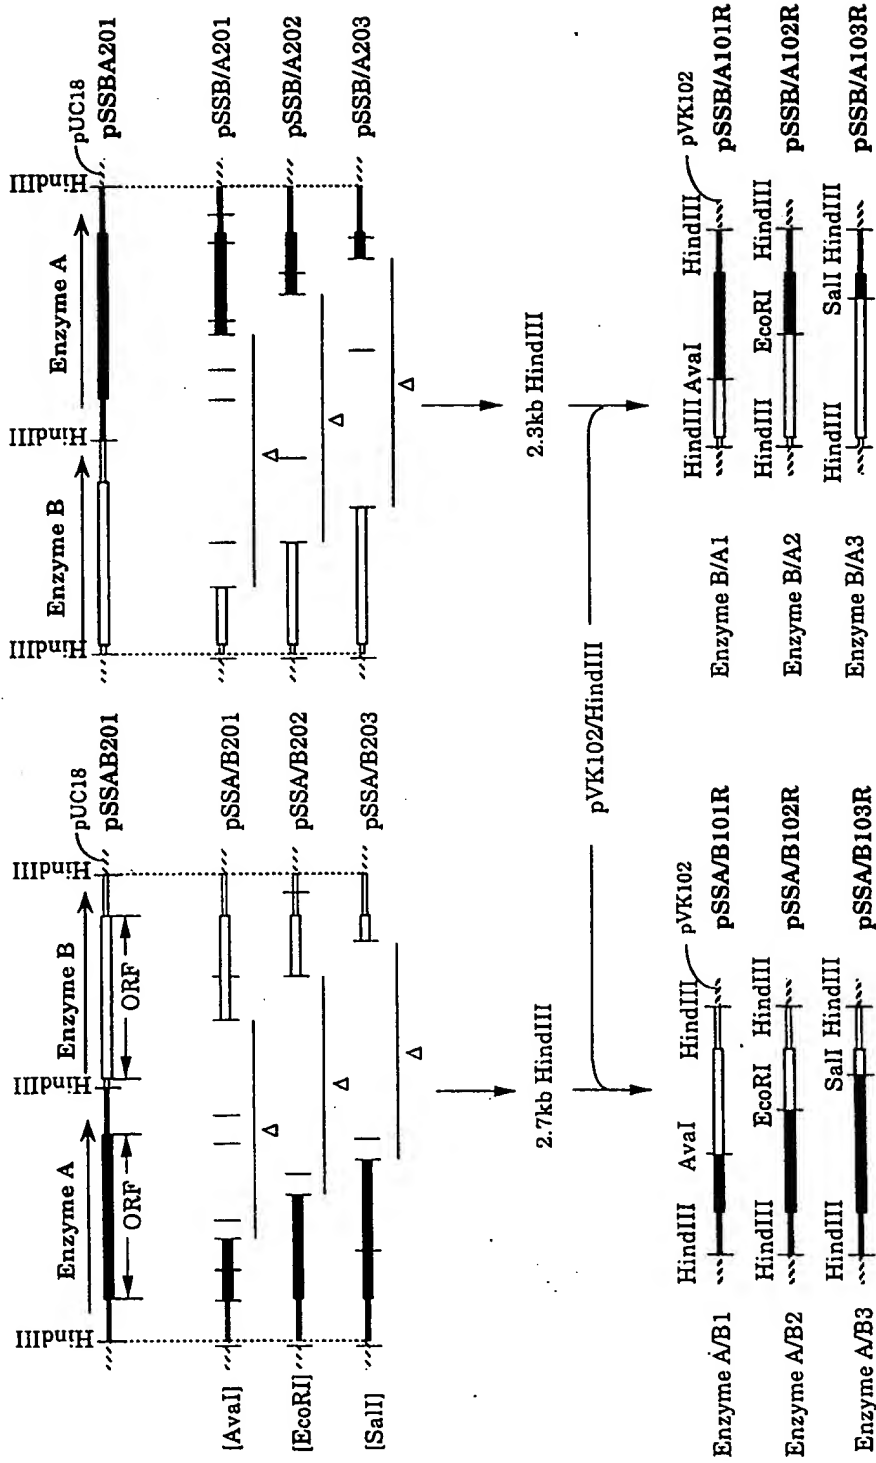 HindIII
Enzyme A
HindIII
Enzyme B
HindIII
pUC18
pSSAB201
ORF
ORF
[AvaI]
pSSA/B201
[EcoRI]
pSSA/B202
[SalI]
pSSA/B203
Δ
Δ
Δ
2.7kb HindIII
HindIII
Enzyme B
HindIII
Enzyme A
HindIII
pUC18
pSSBA201
pSSB/A201
pSSB/A202
pSSB/A203
Δ
Δ
Δ
2.3kb HindIII
pVK102/HindIII
Enzyme A/B1
HindIII
AvaI
HindIII
pVK102
pSSA/B101R
Enzyme A/B2
HindIII
EcoRI
HindIII
pSSA/B102R
Enzyme A/B3
HindIII
SalI
HindIII
pSSA/B103R
Enzyme B/A1
HindIII
AvaI
HindIII
pVK102
pSSB/A101R
Enzyme B/A2
HindIII
EcoRI
HindIII
pSSB/A102R
Enzyme B/A3
HindIII
SalI
HindIII
pSSB/A103R